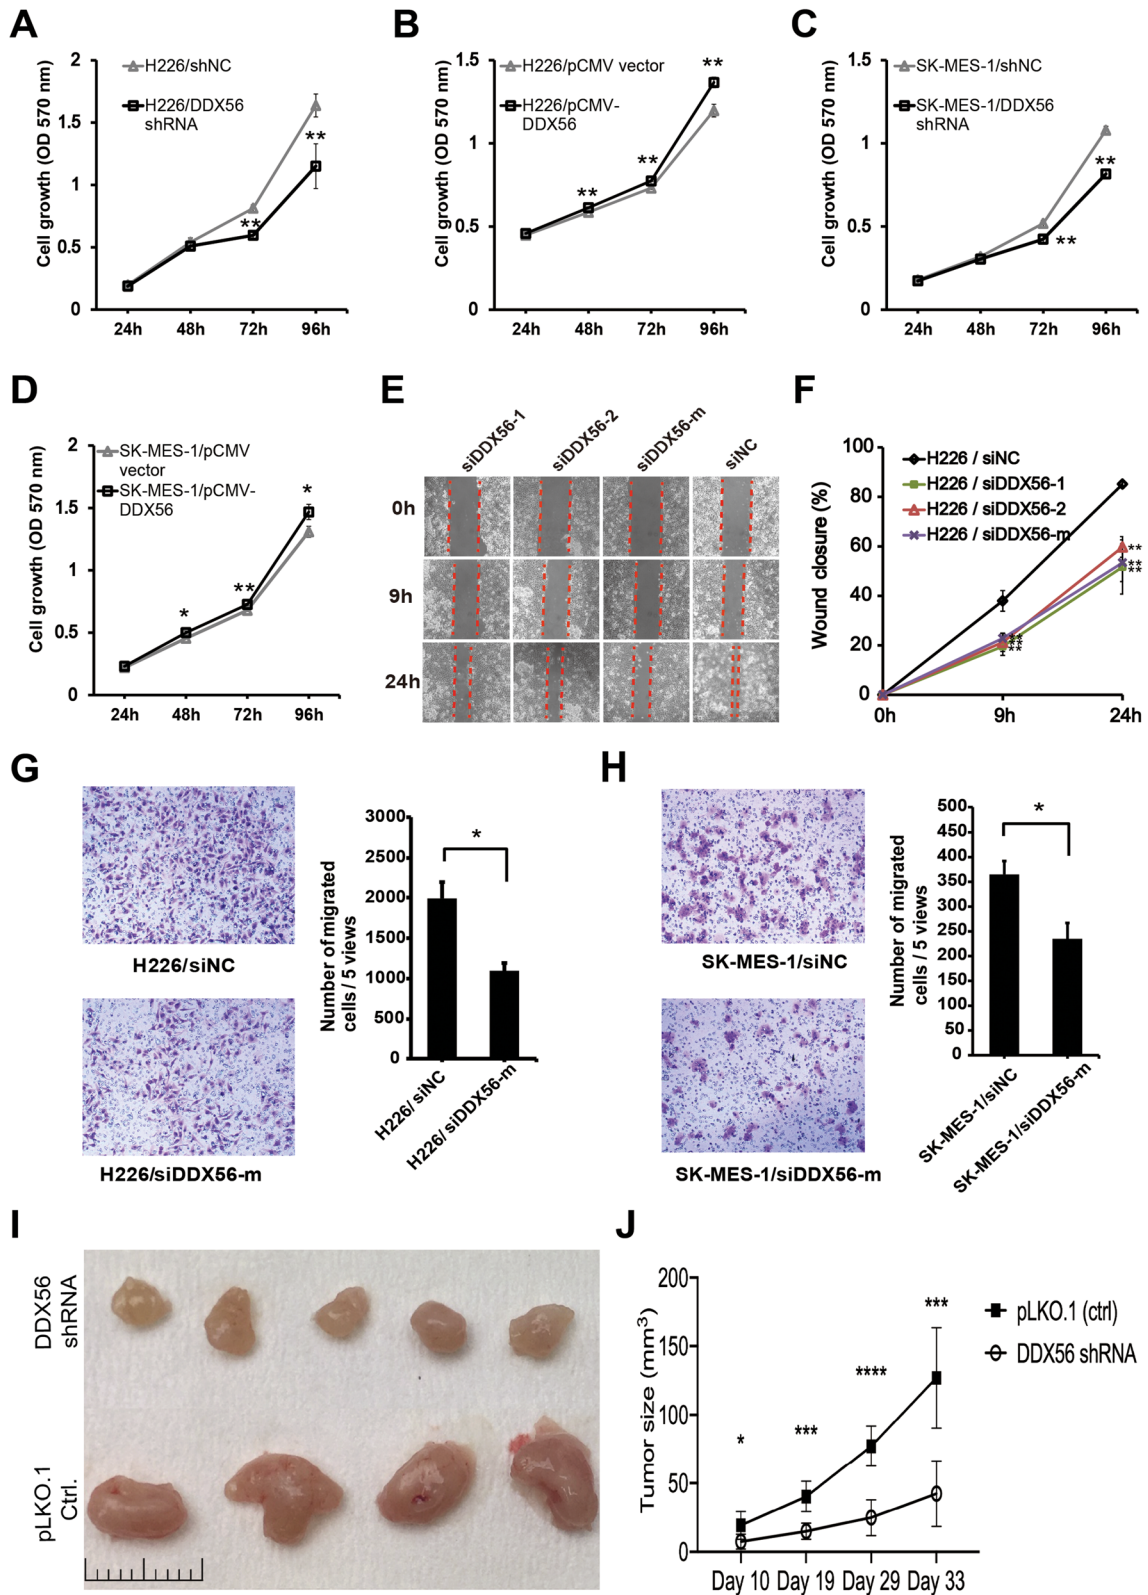 A
Cell growth (OD 570 nm)
2
1.5
1
0.5
0
H226/shNC
H226/DDX56
shRNA
**
**
24h 48h 72h 96h
B
Cell growth (OD 570 nm)
1.5
1
0.5
0
H226/pCMV vector
H226/pCMV-
DDX56
**
**
**
24h 48h 72h 96h
C
Cell growth (OD 570 nm)
1.5
1
0.5
0
SK-MES-1/shNC
SK-MES-1/DDX56
shRNA
**
**
24h 48h 72h 96h
D
Cell growth (OD 570 nm)
2
1.5
1
0.5
0
SK-MES-1/pCMV
vector
SK-MES-1/pCMV-
DDX56
*
**
*
24h 48h 72h 96h
E
siDDX56-1
siDDX56-2
siDDX56-m
siNC
0h
9h
24h
F
Wound closure (%)
100
80
60
40
20
0
H226 / siNC
H226 / siDDX56-1
H226 / siDDX56-2
H226 / siDDX56-m
**
**
**
**
**
**
0h 9h 24h
G
H226/siNC
H226/siDDX56-m
Number of migrated
cells / 5 views
3000
2500
2000
1500
1000
500
0
*
H226/ siNC
H226/ siDDX56-m
H
SK-MES-1/siNC
SK-MES-1/siDDX56-m
Number of migrated
cells / 5 views
500
450
400
350
300
250
200
150
100
50
0
*
SK-MES-1/siNC
SK-MES-1/siDDX56-m
I
DDX56
shRNA
pLKO.1
Ctrl.
J
Tumor size (mm³)
200
150
100
50
0
*
***
****
***
pLKO.1 (ctrl)
DDX56 shRNA
Day 10 Day 19 Day 29 Day 33